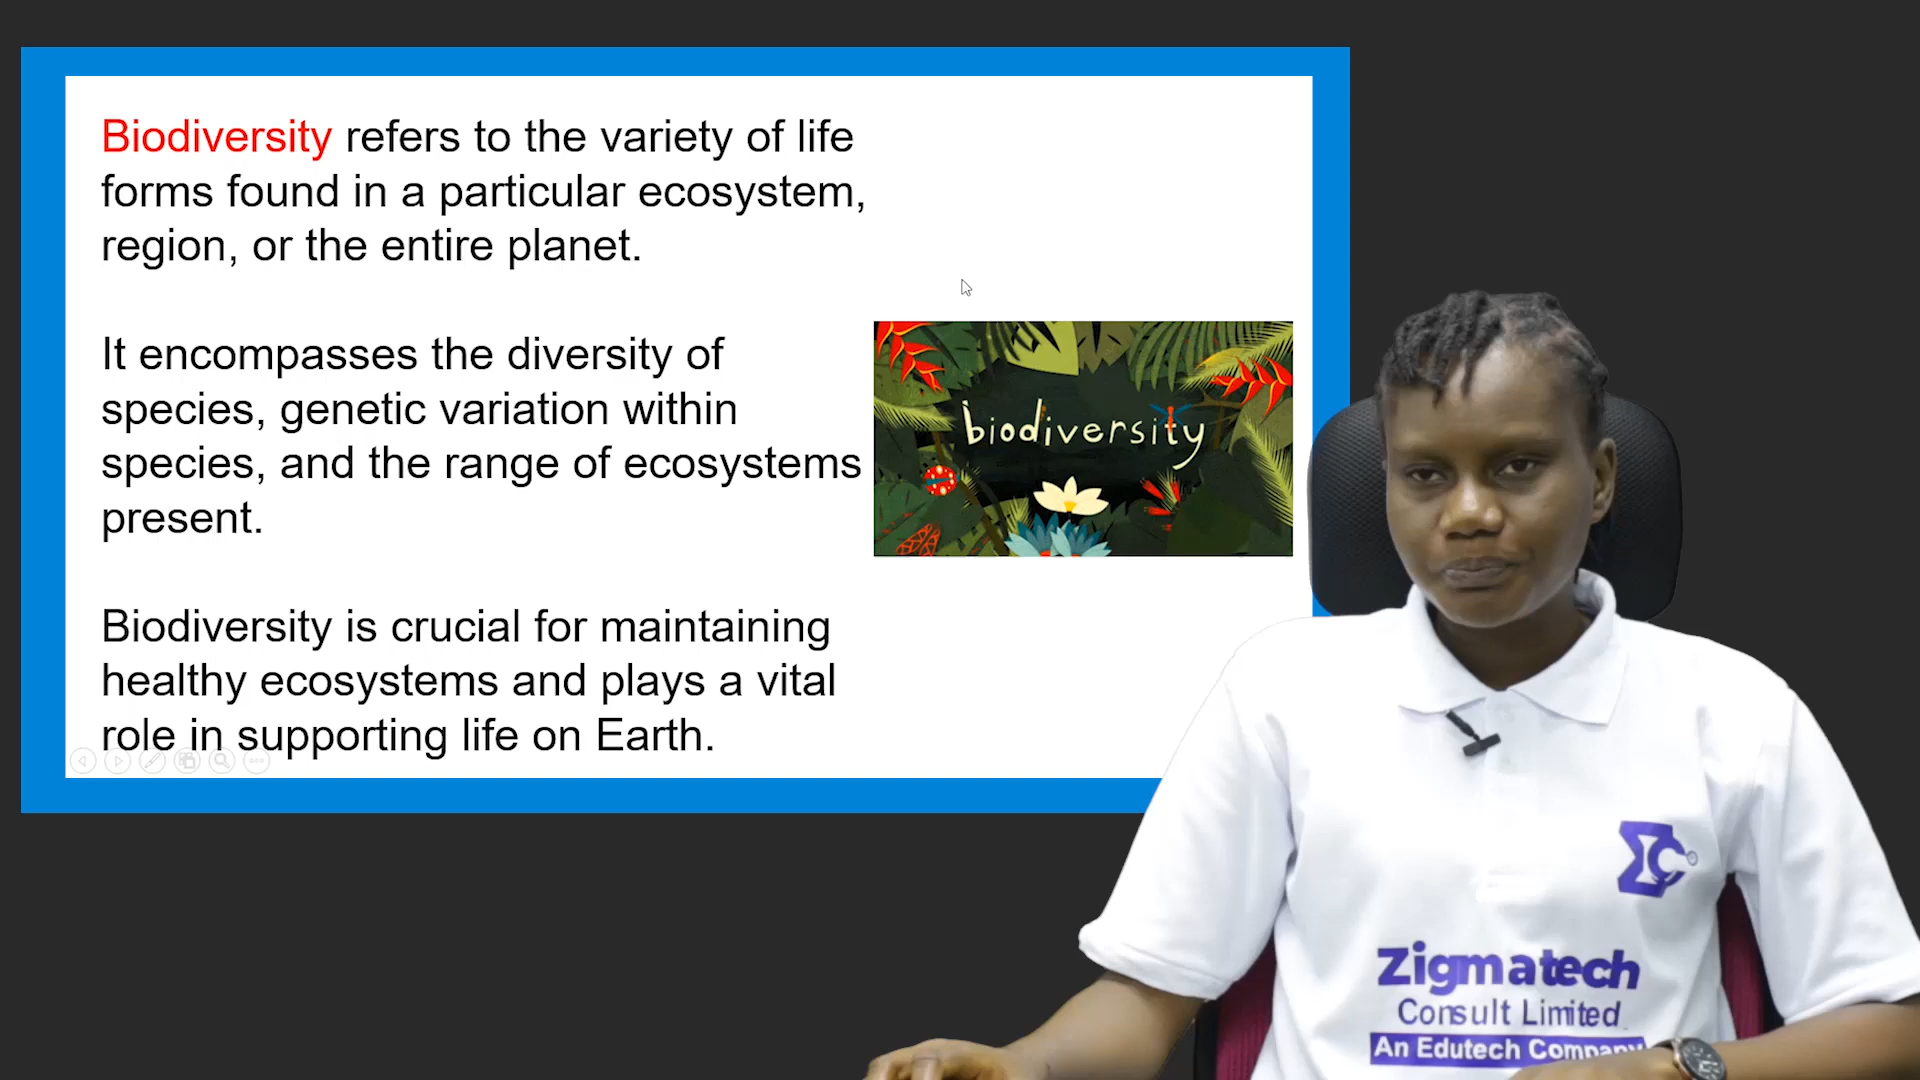 Biodiversity refers to the variety of life
forms found in a particular ecosystem,
region, or the entire planet.
It encompasses the diversity of
species, genetic variation within
species, and the range of ecosystems
present.
biodiversity
Biodiversity is crucial for maintaining
healthy ecosystems and plays a vital
role in supporting life on Earth.
Zigmatech
Consult Limited
An Edutech Company